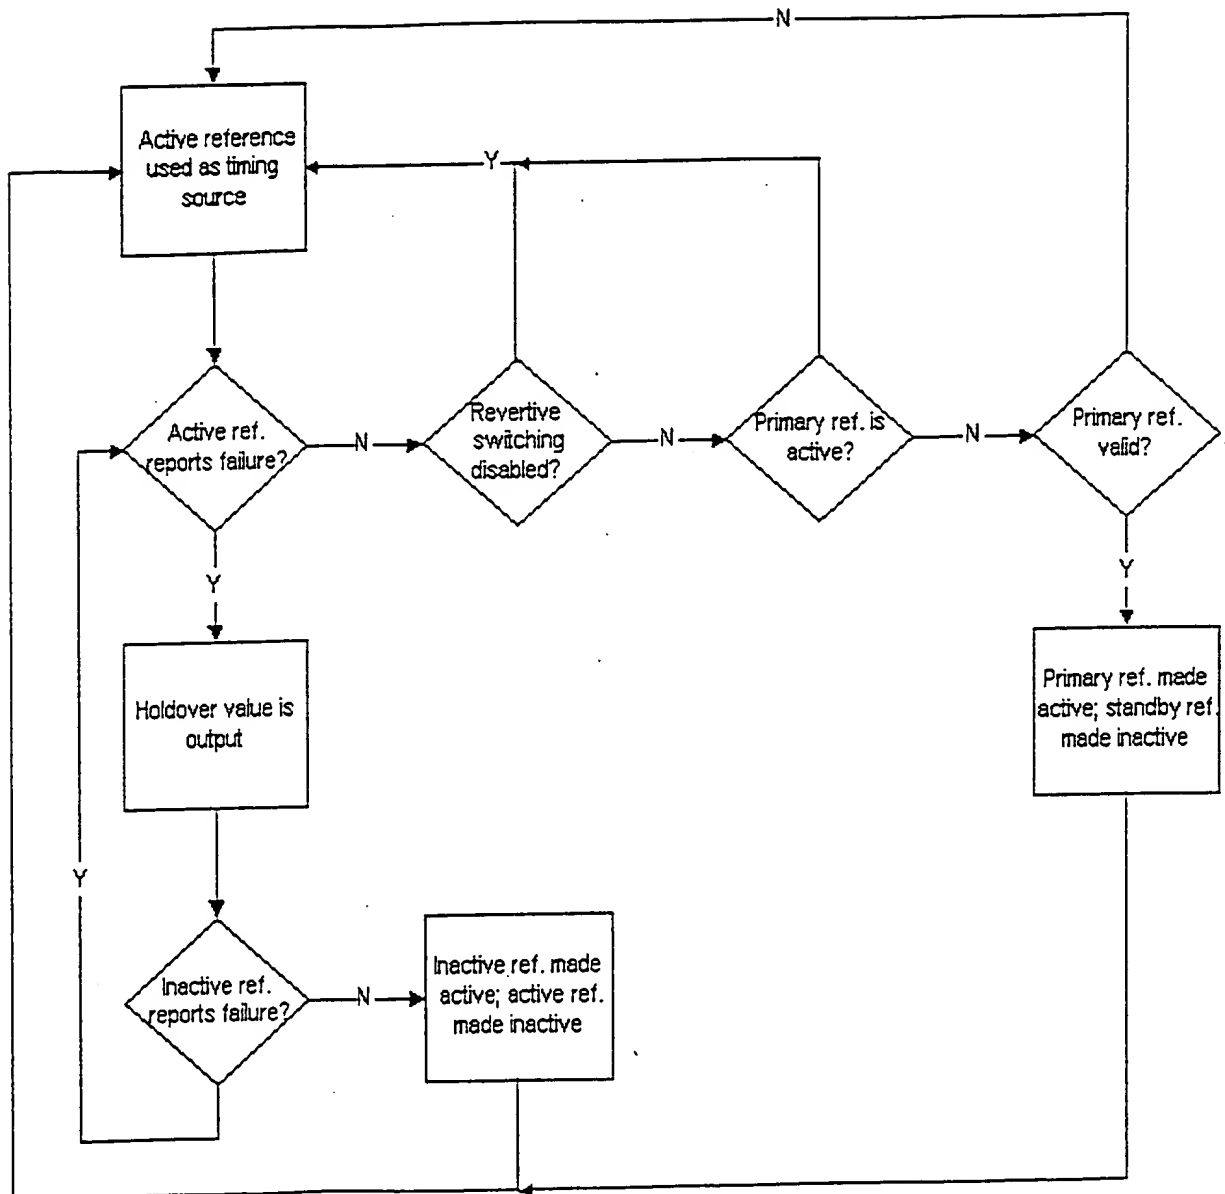 N
Active reference
used as timing
source
Y
Active ref.
reports failure?
N
Revertive
switching
disabled?
N
Primary ref. is
active?
N
Primary ref.
valid?
Y
Y
Holdover value is
output
Primary ref. made
active; standby ref.
made inactive
Y
Inactive ref.
reports failure?
N
Inactive ref. made
active; active ref.
made inactive